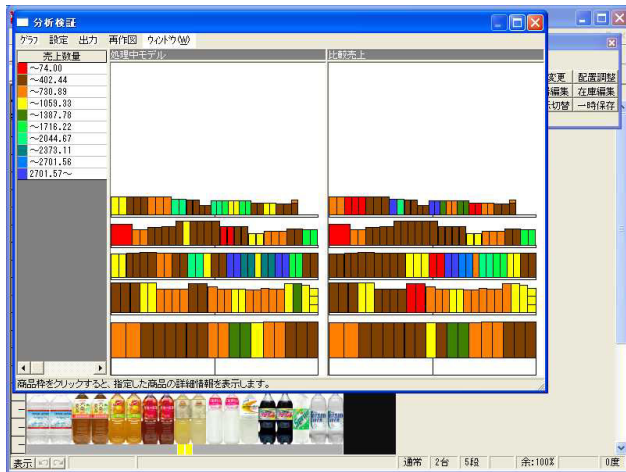 分析検証
グラフ 設定 出力 再作図 ウィンドウ(W)
売上数量
処理中モデル
比較売上
～74.00
～402.44
～730.89
～1059.33
～1387.78
～1716.22
～2044.67
～2373.11
～2701.56
2701.57～
変更 配置調整
編集 在庫編集
切替 一時保存
商品枠をクリックすると、指定した商品の詳細情報を表示します。
表示 通常 2台 5段 余:100% 0度